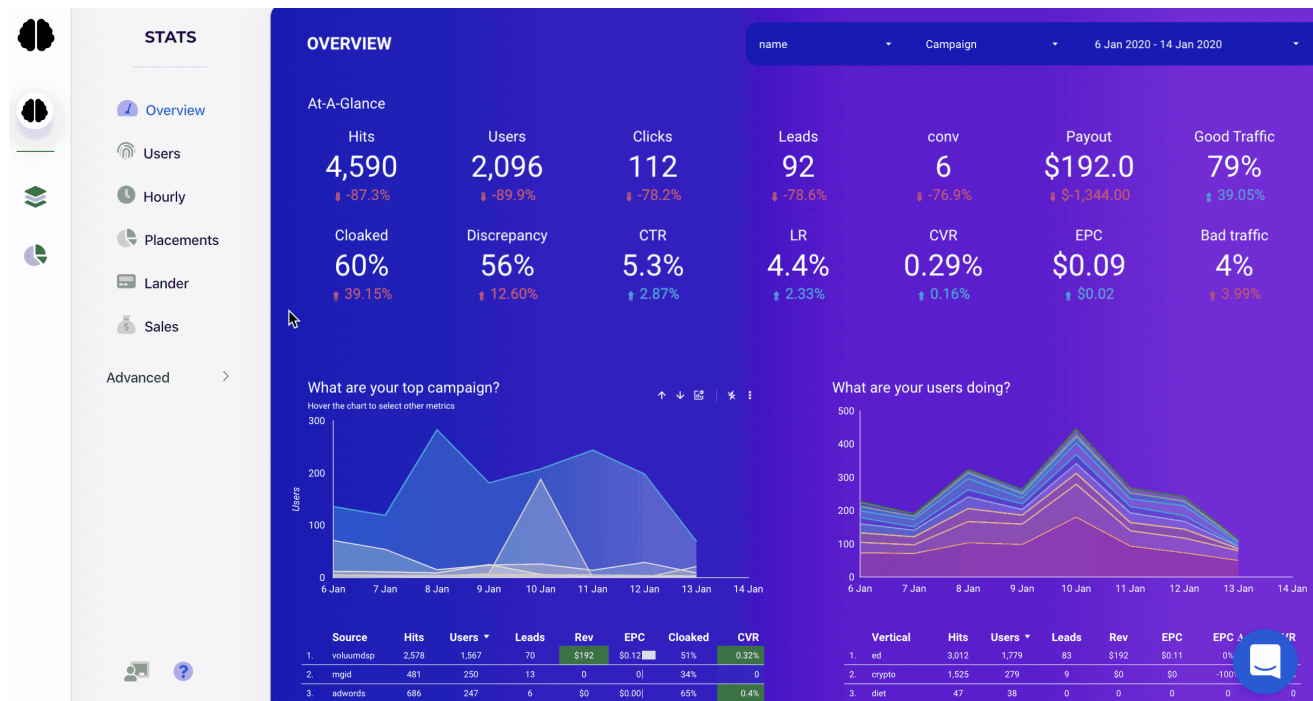 STATS
Overview
Users
Hourly
Placements
Lander
Sales
Advanced
?
OVERVIEW
name Campaign 6 Jan 2020 - 14 Jan 2020
At-A-Glance
Hits Users Clicks Leads conv Payout Good Traffic
4,590 2,096 112 92 6 $192.0 79%
-87.3% -89.9% -78.2% -78.6% -76.9% $-1,344.00 39.05%
Cloaked Discrepancy CTR LR CVR EPC Bad traffic
60% 56% 5.3% 4.4% 0.29% $0.09 4%
39.15% 12.60% 2.87% 2.33% 0.16% $0.02 3.99%
What are your top campaign?
Hover the chart to select other metrics
300
200
100
0
Users
6 Jan 7 Jan 8 Jan 9 Jan 10 Jan 11 Jan 12 Jan 13 Jan 14 Jan
Source Hits Users Leads Rev EPC Cloaked CVR
1. voluumdsp 2,578 1,567 70 $192 $0.12 51% 0.32%
2. mgid 481 250 13 0 0 34% 0
3. adwords 686 247 6 $0 $0.00 65% 0.4%
What are your users doing?
500
400
300
200
100
0
6 Jan 7 Jan 8 Jan 9 Jan 10 Jan 11 Jan 12 Jan 13 Jan 14 Jan
Vertical Hits Users Leads Rev EPC EPC
1. ed 3,012 1,779 83 $192 $0.11 0%
2. crypto 1,525 279 9 $0 $0
3. diet 47 38 0 0 0 0 0